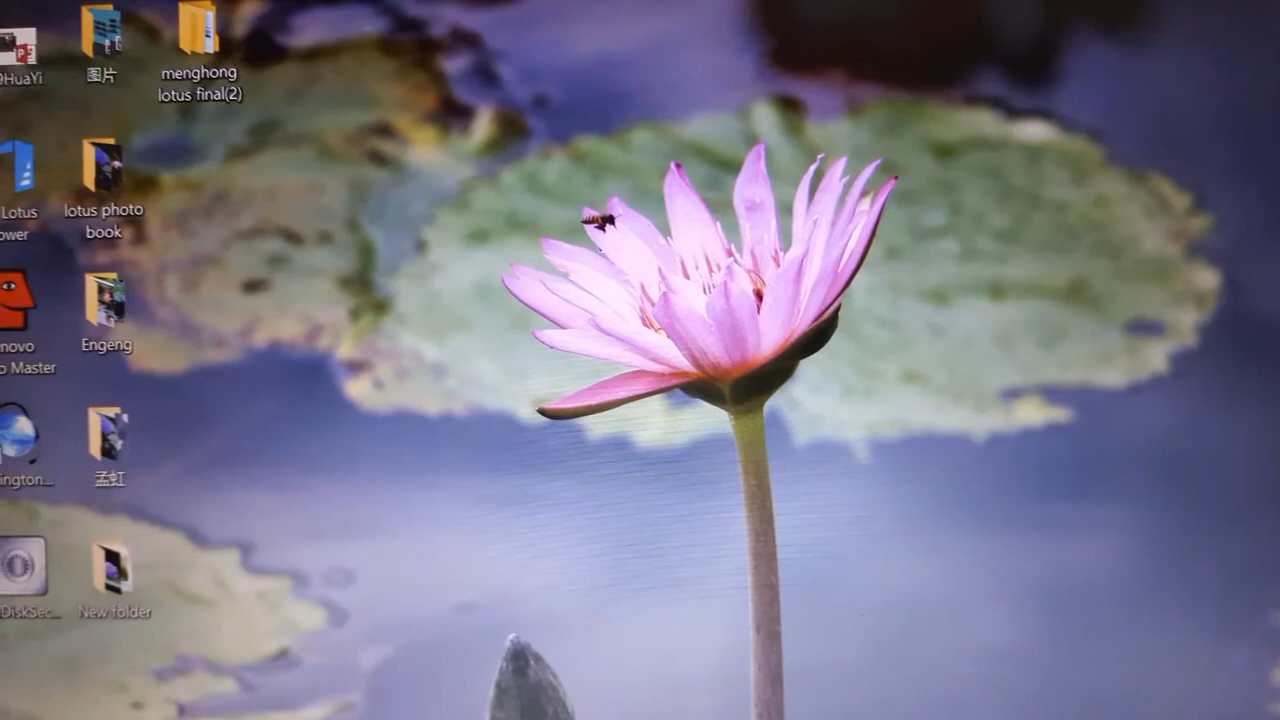 9HuaYi
图片
menghong
lotus final(2)
Lotus
ower
lotus photo
book
novo
o Master
Engeng
ington...
孟虹
DiskSec...
New folder